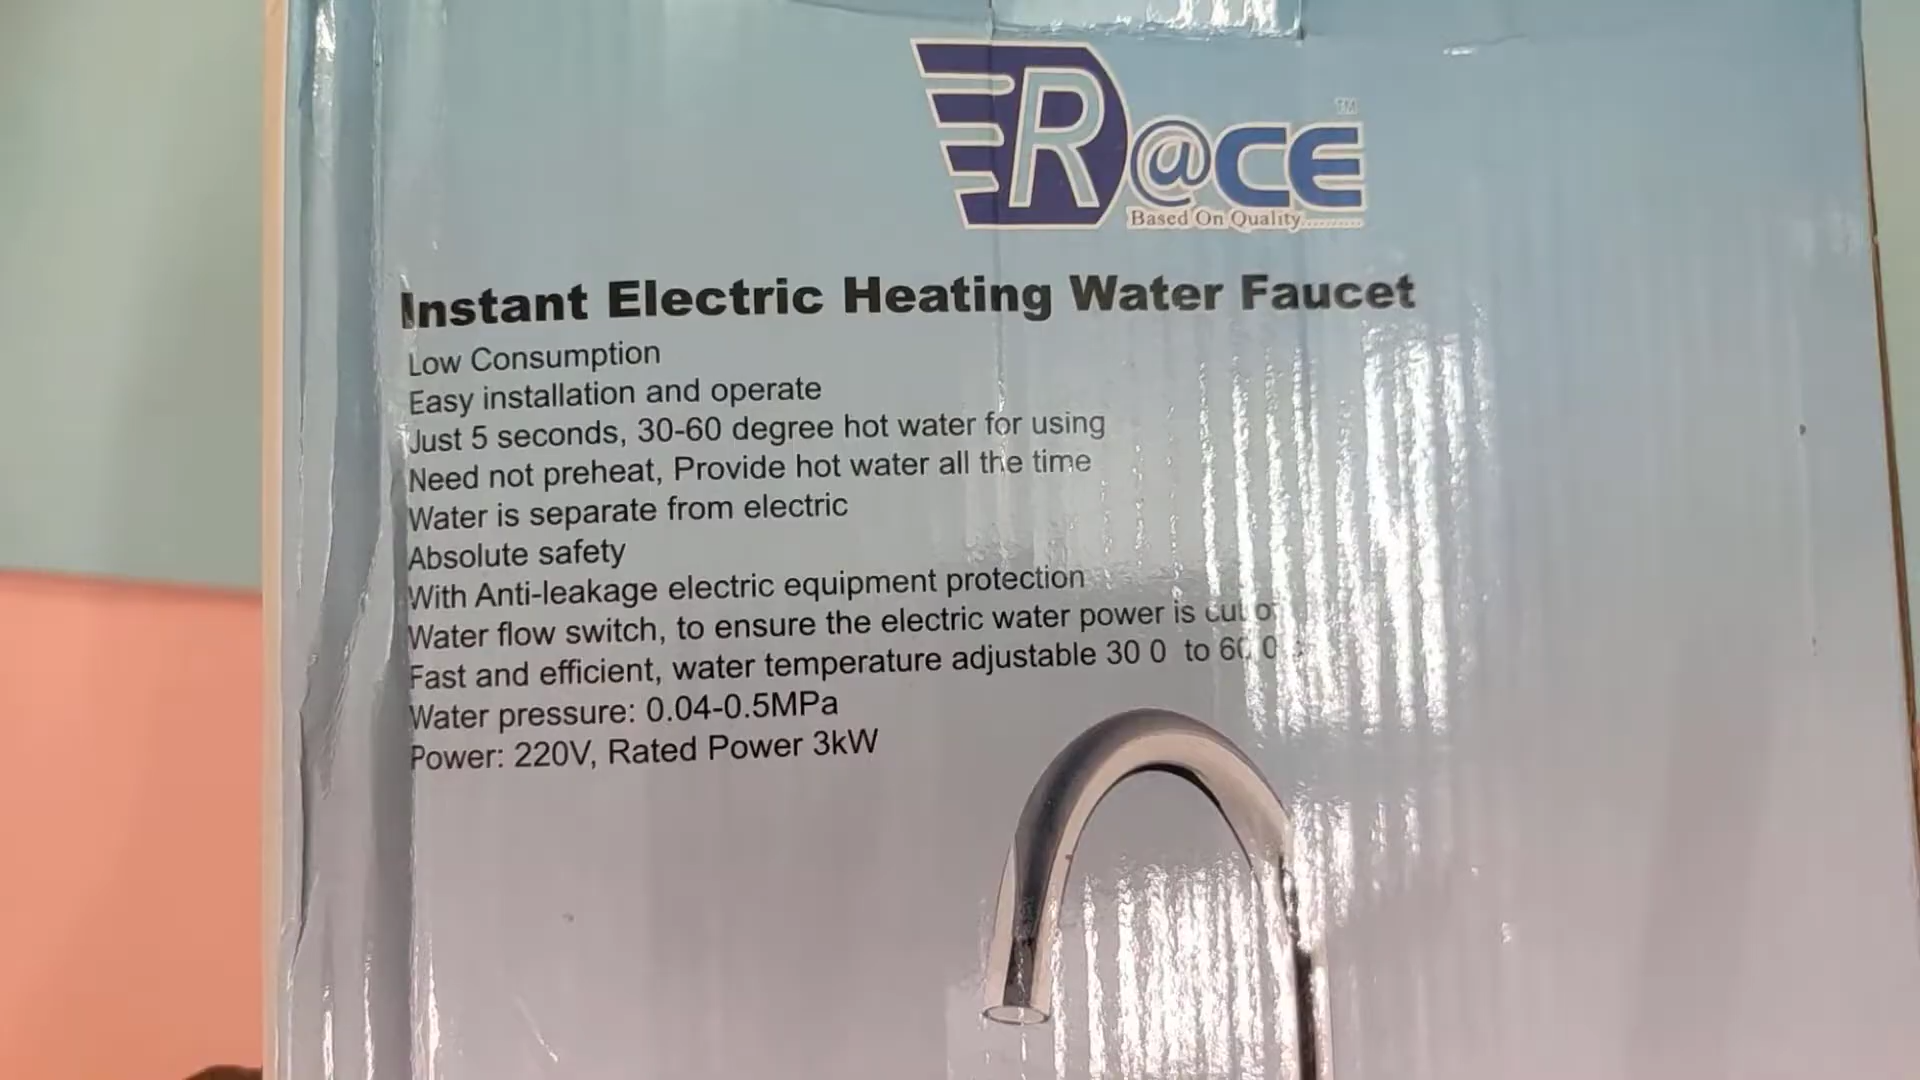 R@CE TM
Based On Quality..........
Instant Electric Heating Water Faucet
Low Consumption
Easy installation and operate
Just 5 seconds, 30-60 degree hot water for using
Need not preheat, Provide hot water all the time
Water is separate from electric
Absolute safety
With Anti-leakage electric equipment protection
Water flow switch, to ensure the electric water power is cut
Fast and efficient, water temperature adjustable 30 0 to 60 0
Water pressure: 0.04-0.5MPa
Power: 220V, Rated Power 3kW